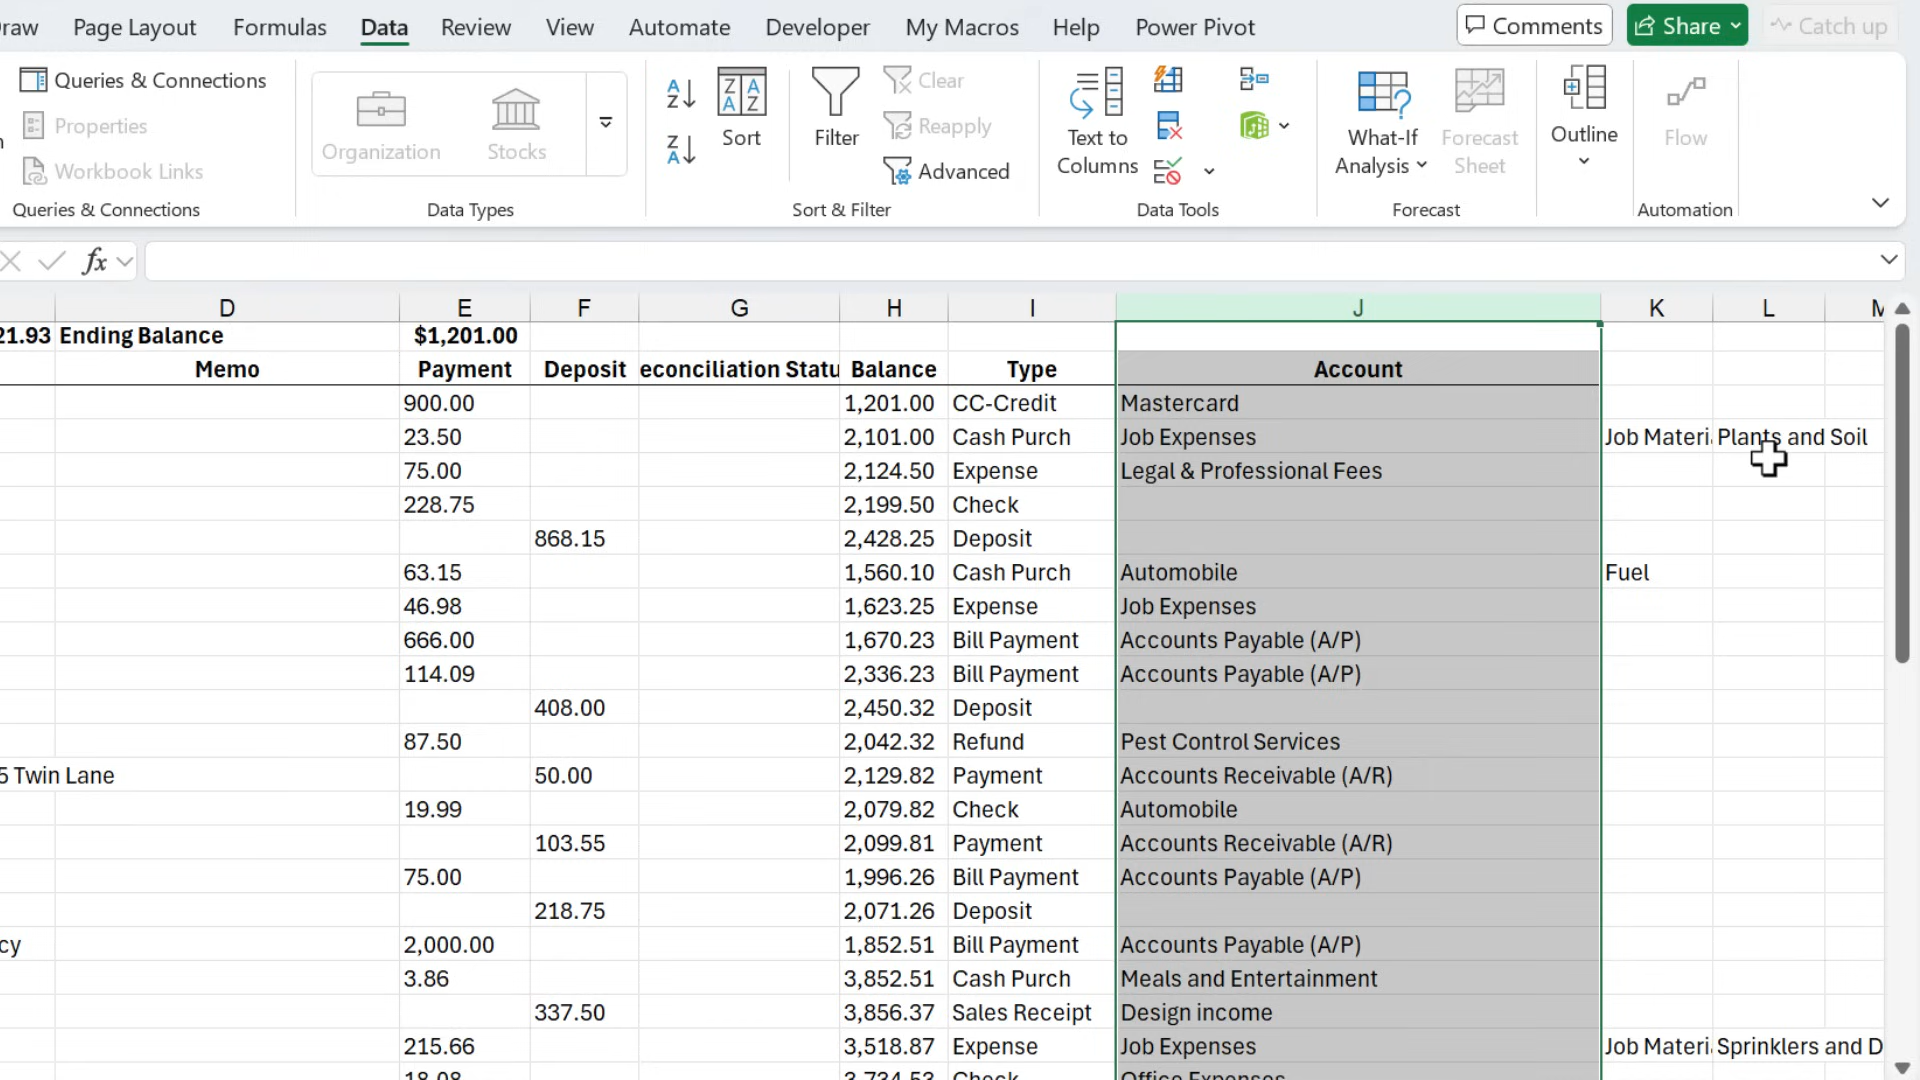 raw Page Layout Formulas Data Review View Automate Developer My Macros Help Power Pivot Comments Share Catch up
Queries & Connections
Properties
Workbook Links
Queries & Connections
Organization Stocks
Data Types
Sort Filter
Clear
Reapply
Advanced
Sort & Filter
Text to
Columns
Data Tools
What-If
Analysis
Forecast
Sheet
Forecast
Outline
Flow
Automation
fx
D E F G H I J K L M
21.93 Ending Balance $1,201.00
Memo Payment Deposit econciliation Statu Balance Type Account
900.00 1,201.00 CC-Credit Mastercard
23.50 2,101.00 Cash Purch Job Expenses Job Materi Plants and Soil
75.00 2,124.50 Expense Legal & Professional Fees
228.75 2,199.50 Check
868.15 2,428.25 Deposit
63.15 1,560.10 Cash Purch Automobile Fuel
46.98 1,623.25 Expense Job Expenses
666.00 1,670.23 Bill Payment Accounts Payable (A/P)
114.09 2,336.23 Bill Payment Accounts Payable (A/P)
408.00 2,450.32 Deposit
87.50 2,042.32 Refund Pest Control Services
5 Twin Lane 50.00 2,129.82 Payment Accounts Receivable (A/R)
19.99 2,079.82 Check Automobile
103.55 2,099.81 Payment Accounts Receivable (A/R)
75.00 1,996.26 Bill Payment Accounts Payable (A/P)
218.75 2,071.26 Deposit
cy 2,000.00 1,852.51 Bill Payment Accounts Payable (A/P)
3.86 3,852.51 Cash Purch Meals and Entertainment
337.50 3,856.37 Sales Receipt Design income
215.66 3,518.87 Expense Job Expenses Job Materi Sprinklers and D
18.08 3,734.53 Check Office Expenses